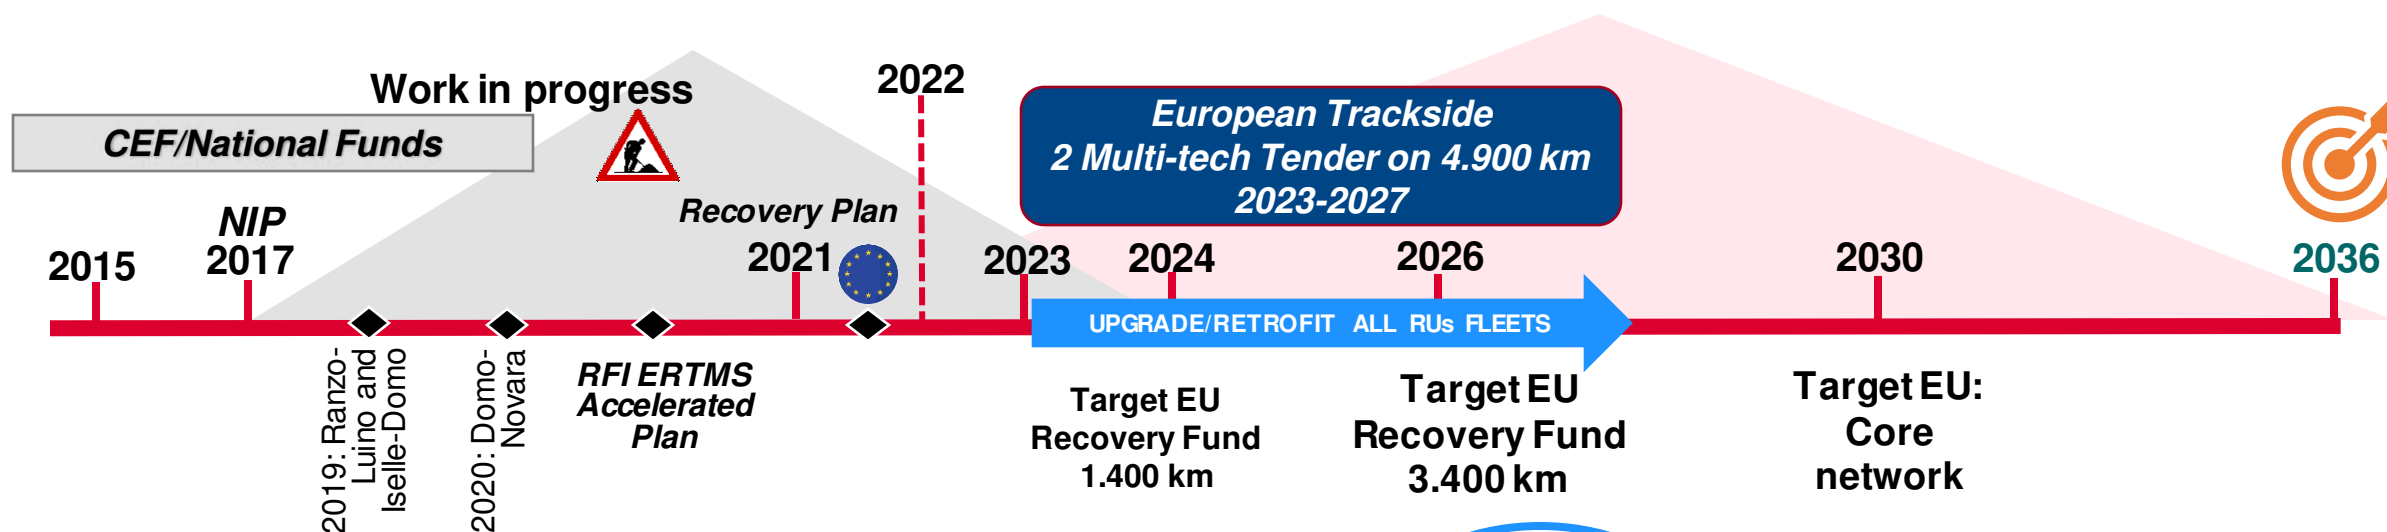 Work in progress
2022
CEF/National Funds
European Trackside
2 Multi-tech Tender on 4.900 km
2023-2027
NIP
Recovery Plan
2015
2017
2021
2023
2024
2026
2030
2036
UPGRADE/RETROFIT ALL RUs FLEETS
2019: Ranzo-
Luino and
Iselle-Domo
2020: Domo-
Novara
RFI ERTMS
Accelerated
Plan
Target EU
Recovery Fund
1.400 km
Target EU
Recovery Fund
3.400 km
Target EU:
Core
network